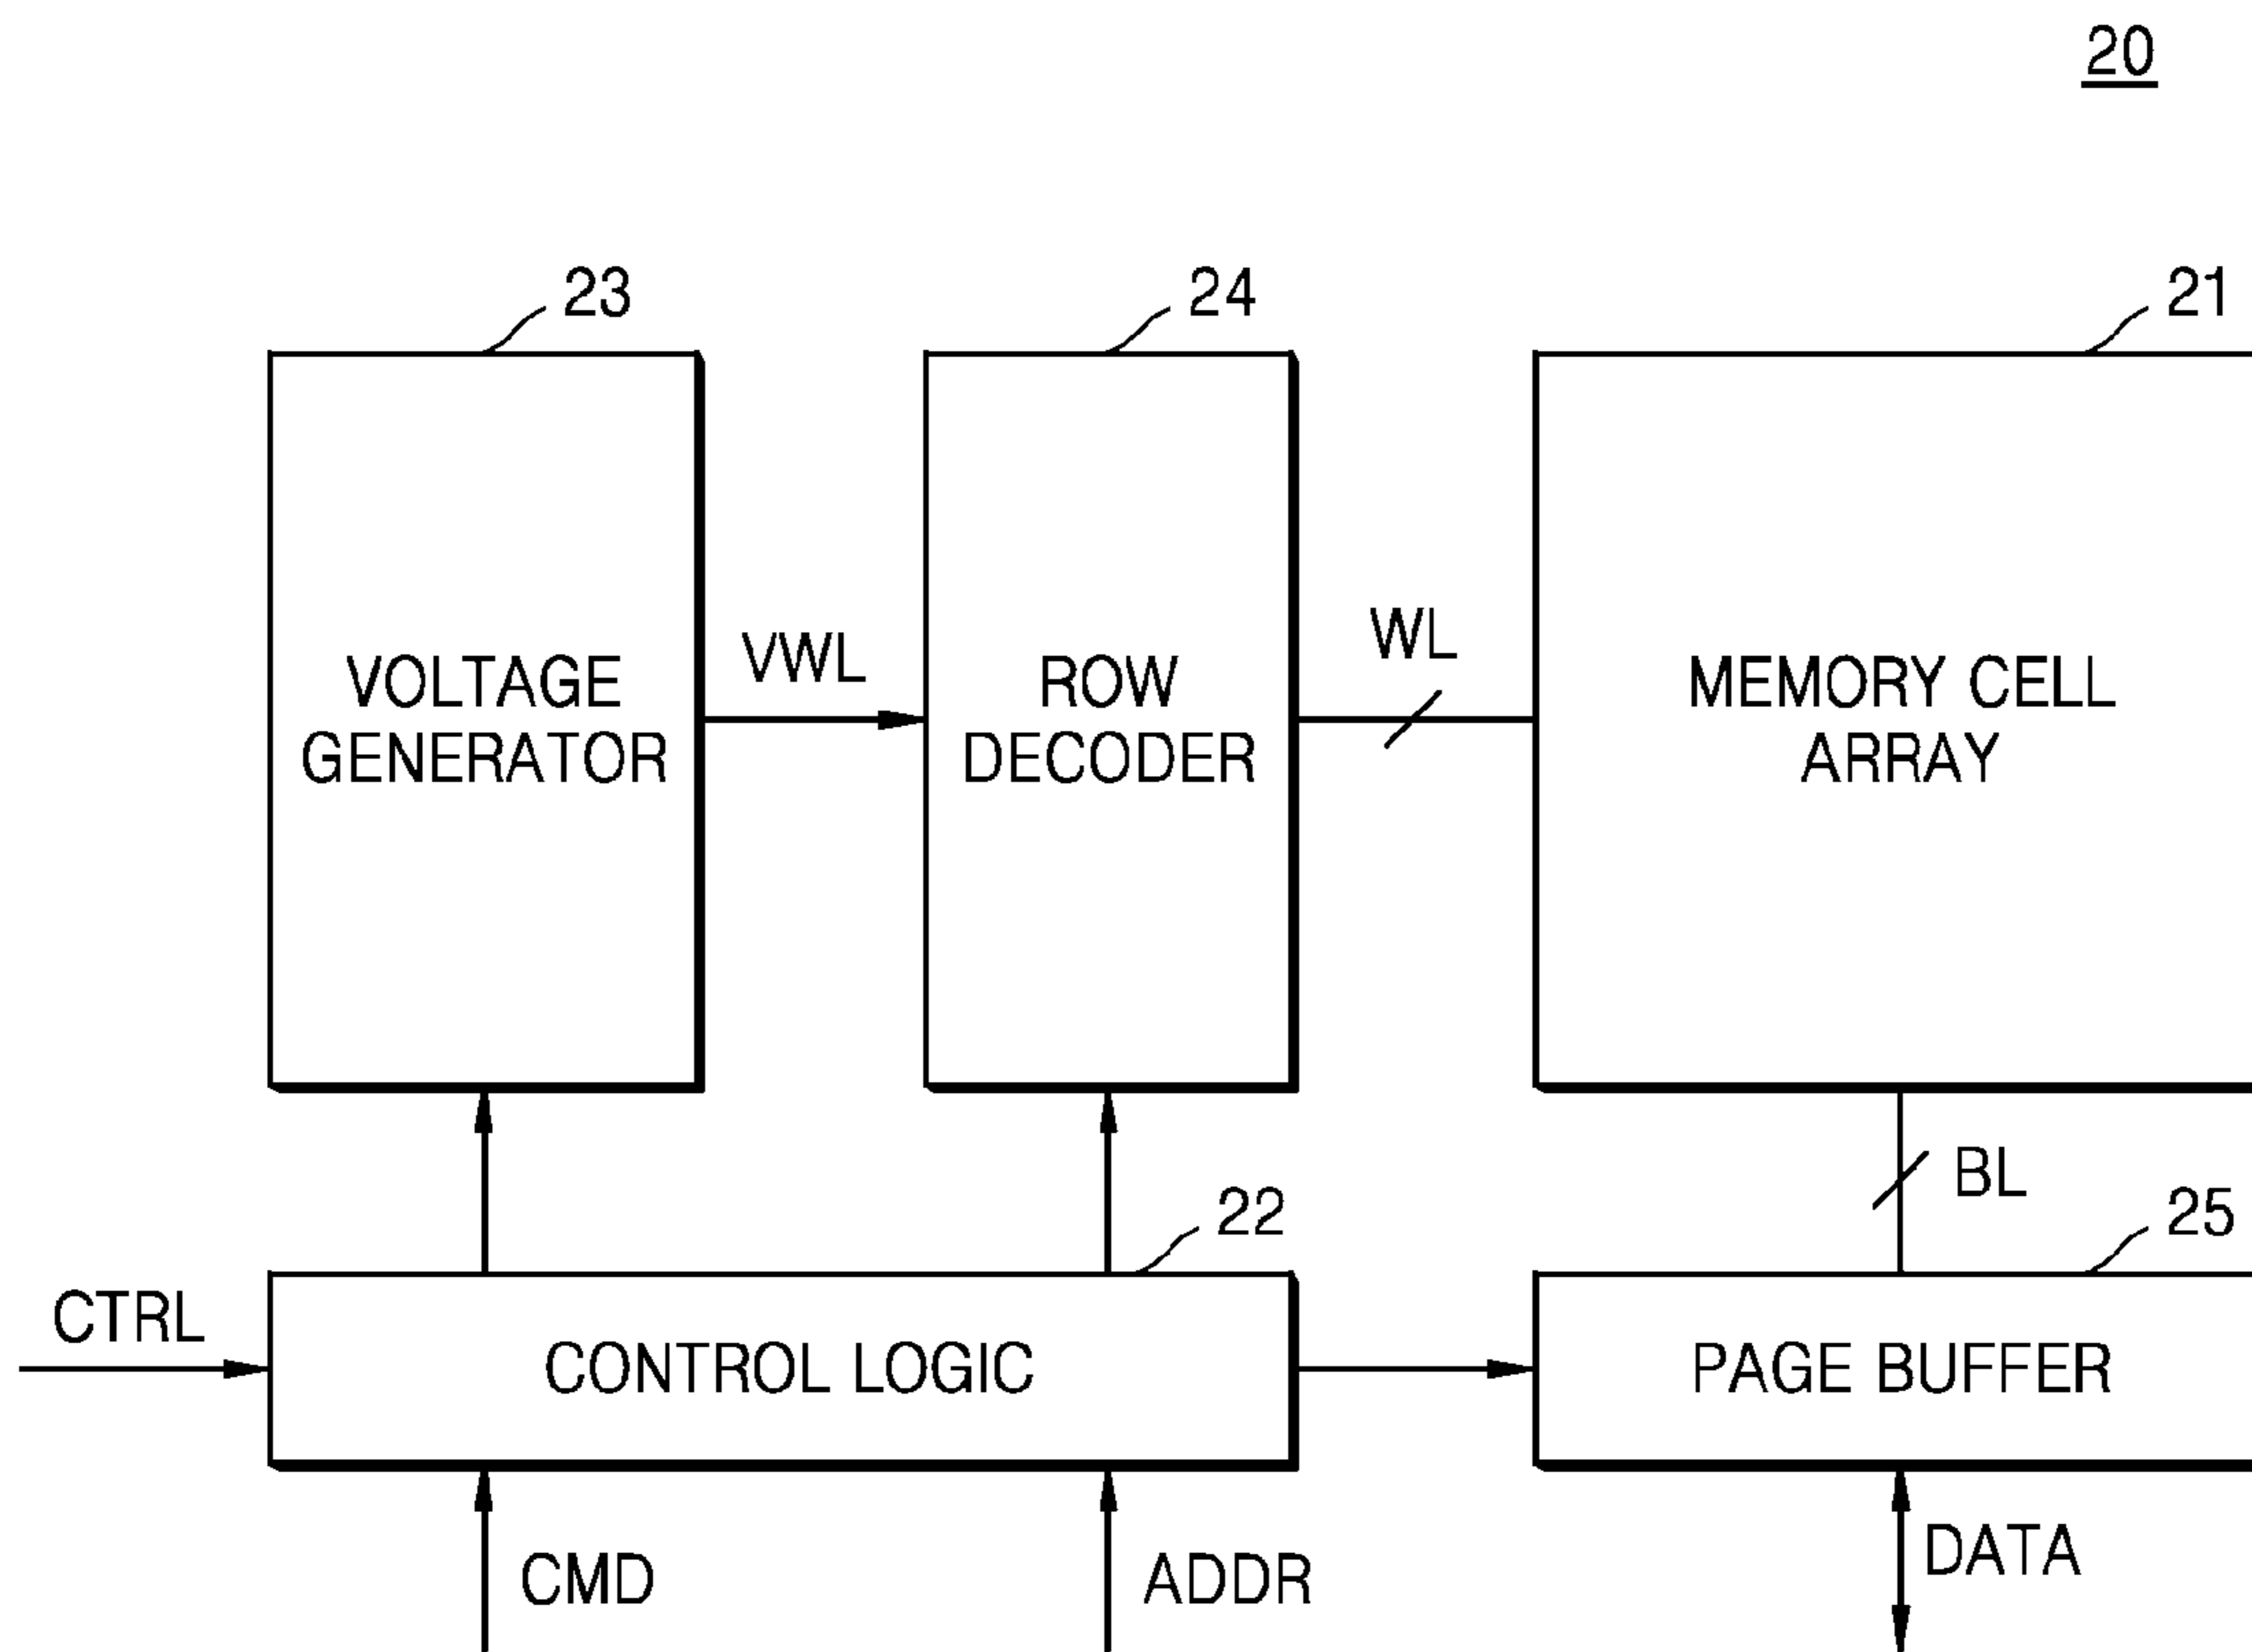 20
23
24
21
VOLTAGE
GENERATOR
VWL
ROW
DECODER
WL
MEMORY CELL
ARRAY
BL
22
25
CTRL
CONTROL LOGIC
PAGE BUFFER
CMD
ADDR
DATA